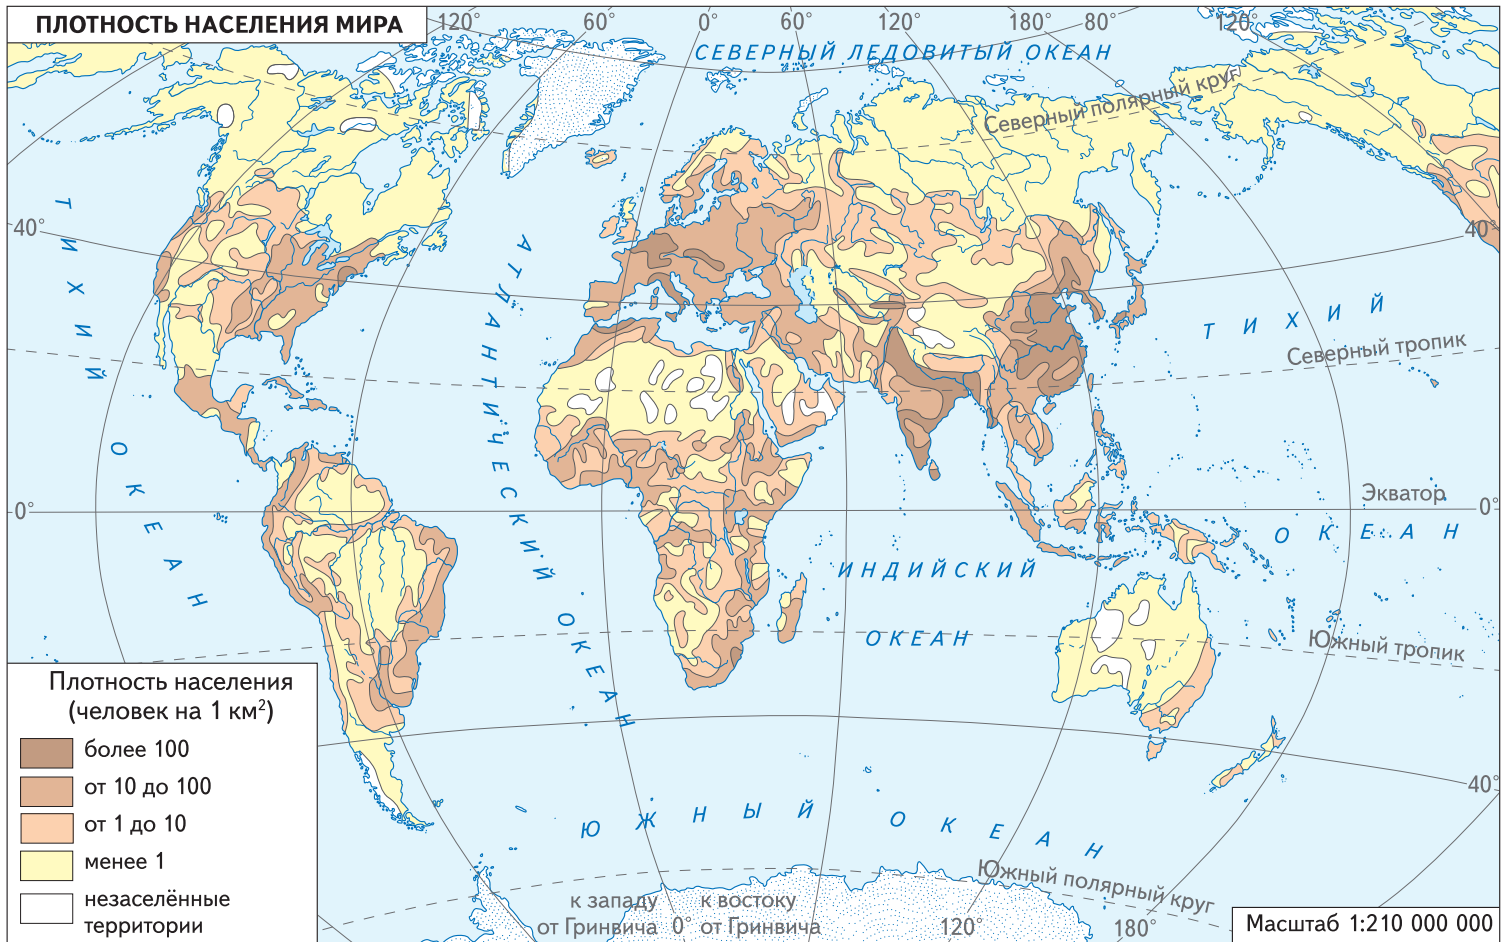 ПЛОТНОСТЬ НАСЕЛЕНИЯ МИРА
120° 60° 0° 60° 120° 180° 80° 120°
СЕВЕРНЫЙ ЛЕДОВИТЫЙ ОКЕАН
Северный полярный круг
40° 40°
ТИХИЙ
ОКЕАН
АТЛАНТИЧЕСКИЙ
ОКЕАН
ТИХИЙ
Северный тропик
Экватор
0° 0°
ОКЕАН
ИНДИЙСКИЙ
ОКЕАН
Южный тропик
40°
ЮЖНЫЙ ОКЕАН
Южный полярный круг
к западу
от Гринвича
0°
к востоку
от Гринвича
120° 180°
Плотность населения
(человек на 1 км²)
более 100
от 10 до 100
от 1 до 10
менее 1
незаселённые
территории
Масштаб 1:210 000 000